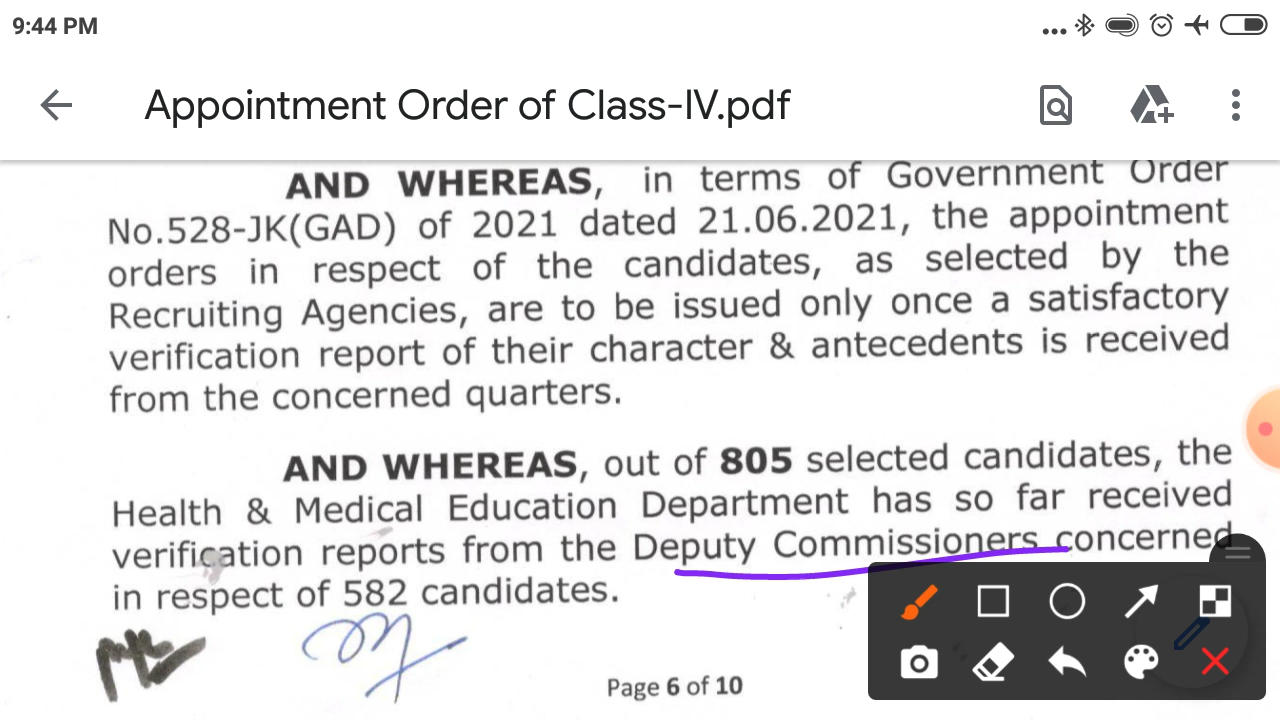 9:44 PM
Appointment Order of Class-IV.pdf
AND WHEREAS, in terms of Government Order
No.528-JK(GAD) of 2021 dated 21.06.2021, the appointment
orders in respect of the candidates, as selected by the
Recruiting Agencies, are to be issued only once a satisfactory
verification report of their character & antecedents is received
from the concerned quarters.
AND WHEREAS, out of 805 selected candidates, the
Health & Medical Education Department has so far received
verification reports from the Deputy Commissioners concerned
in respect of 582 candidates.
Page 6 of 10